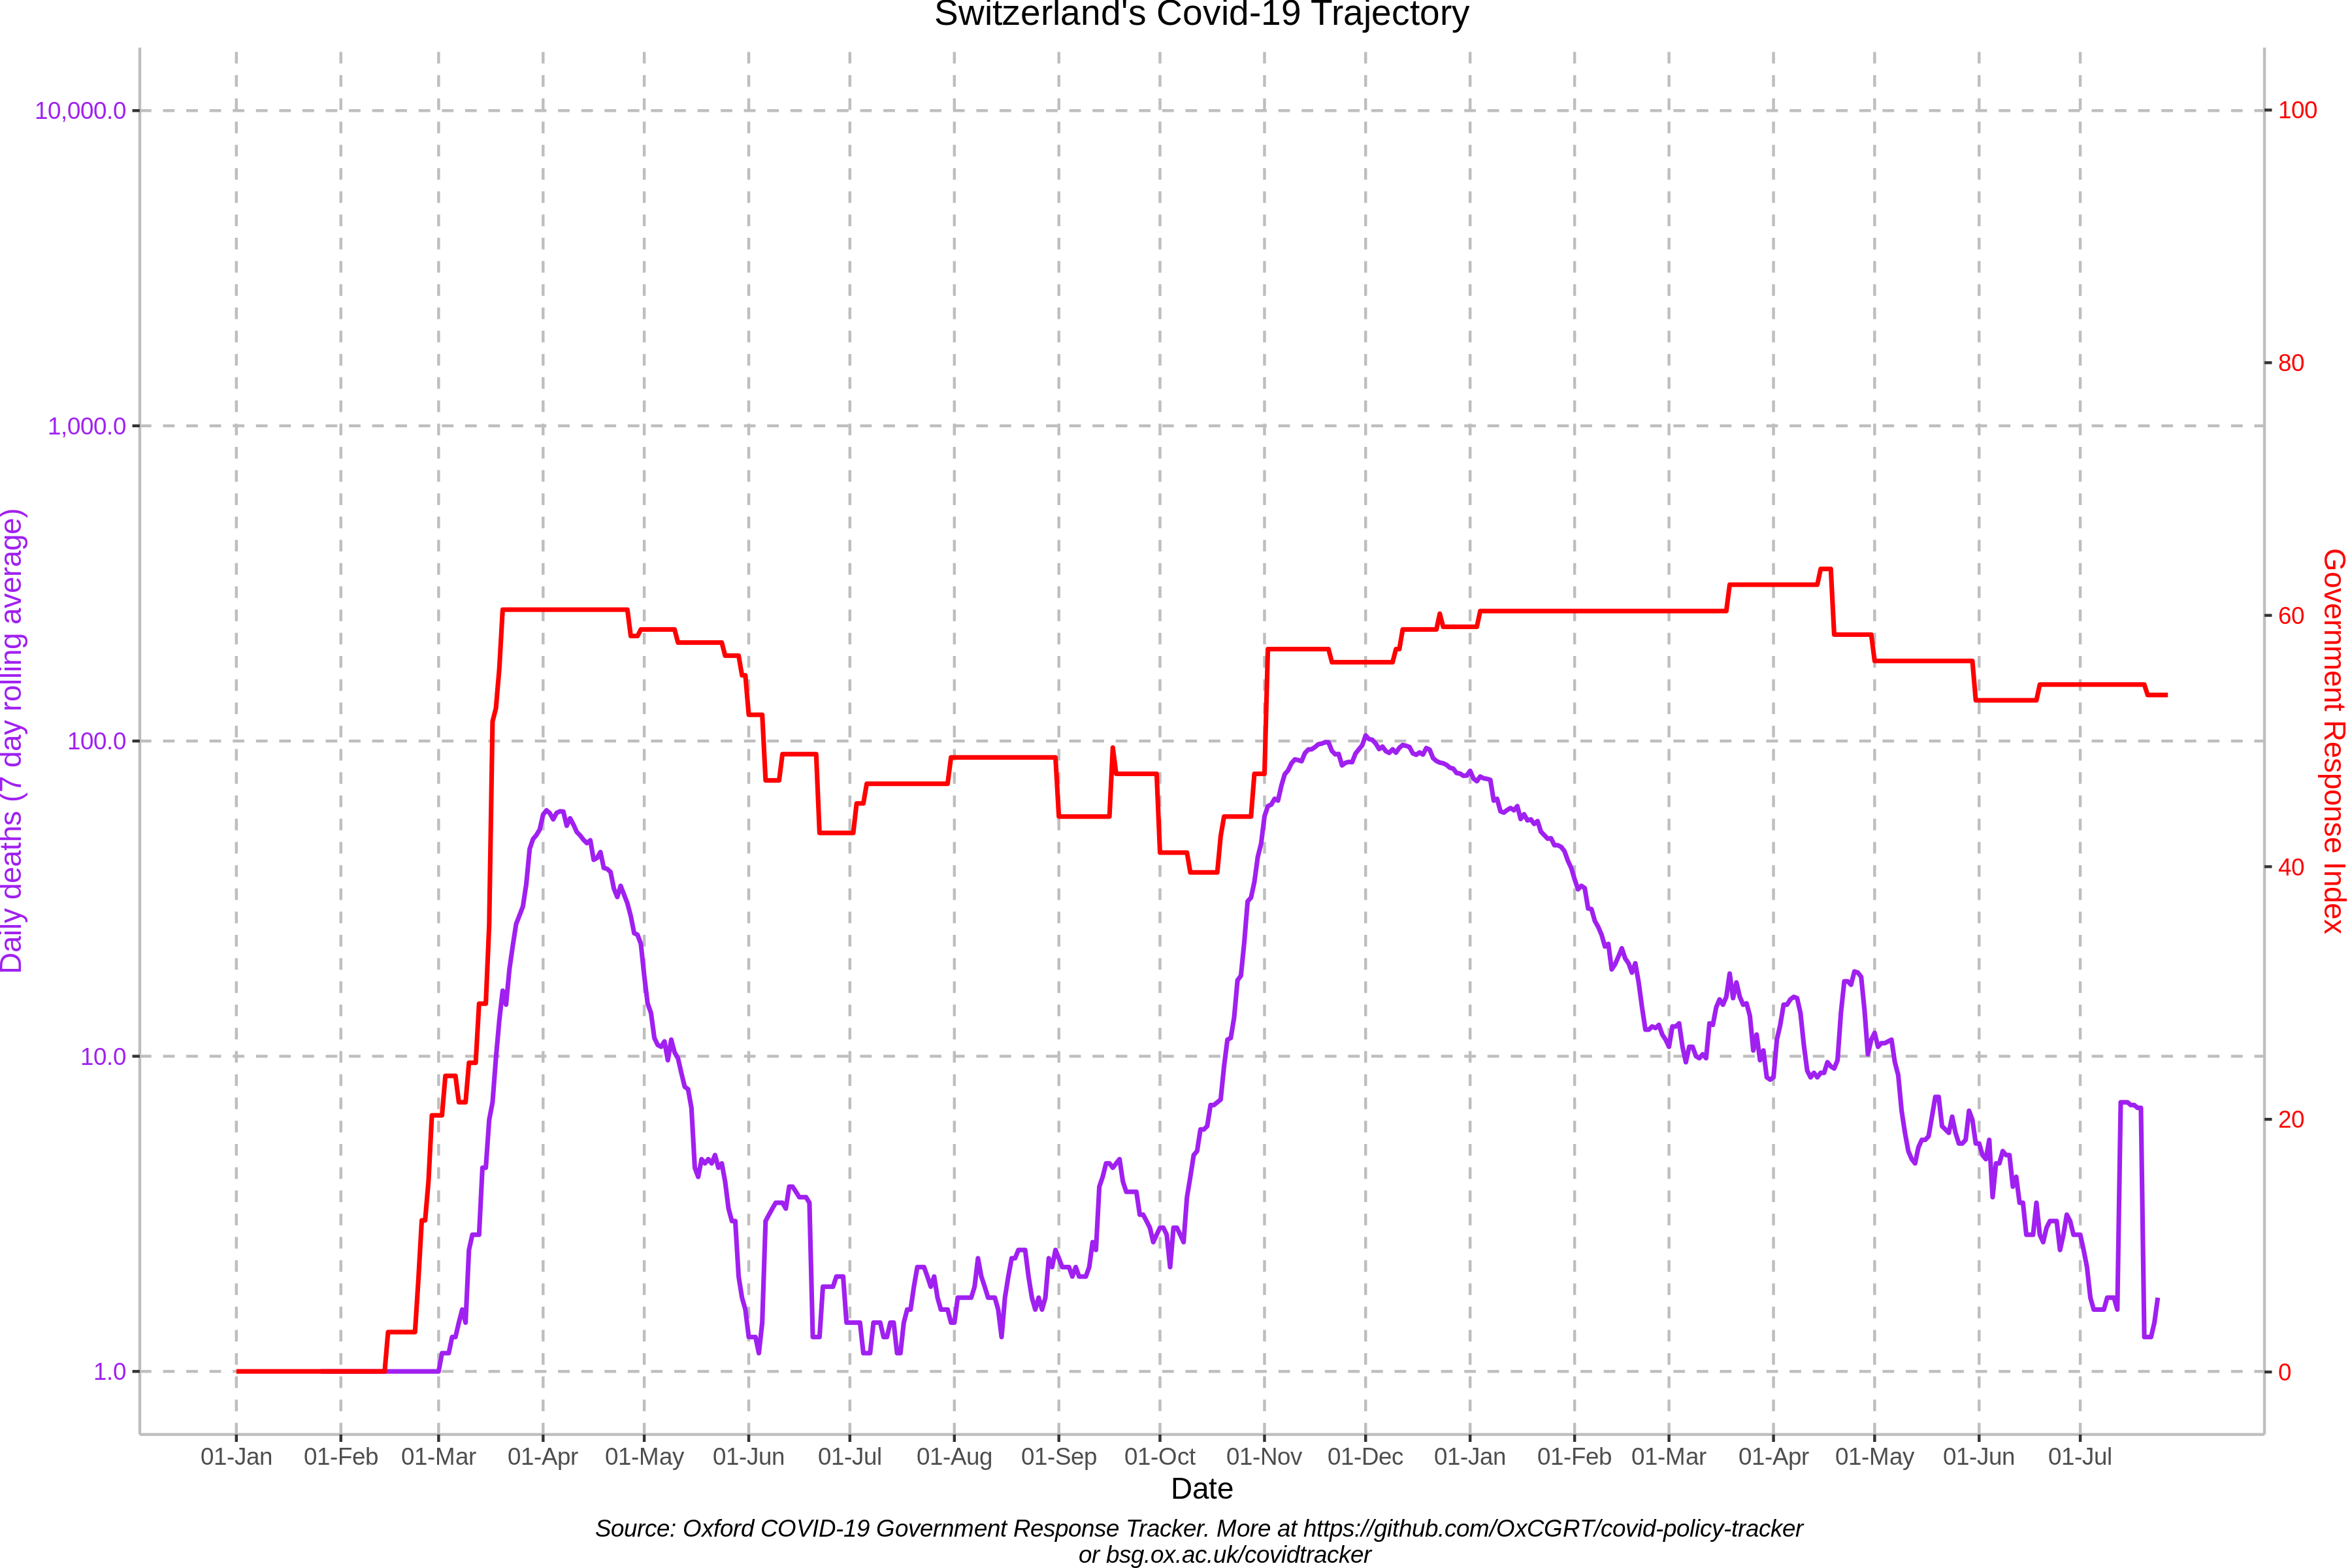 Switzerland's Covid-19 Trajectory
10,000.0
1,000.0
100.0
10.0
1.0
Daily deaths (7 day rolling average)
100
80
60
40
20
0
Government Response Index
01-Jan 01-Feb 01-Mar 01-Apr 01-May 01-Jun 01-Jul 01-Aug 01-Sep 01-Oct 01-Nov 01-Dec 01-Jan 01-Feb 01-Mar 01-Apr 01-May 01-Jun 01-Jul
Date
Source: Oxford COVID-19 Government Response Tracker. More at https://github.com/OxCGRT/covid-policy-tracker
or bsg.ox.ac.uk/covidtracker